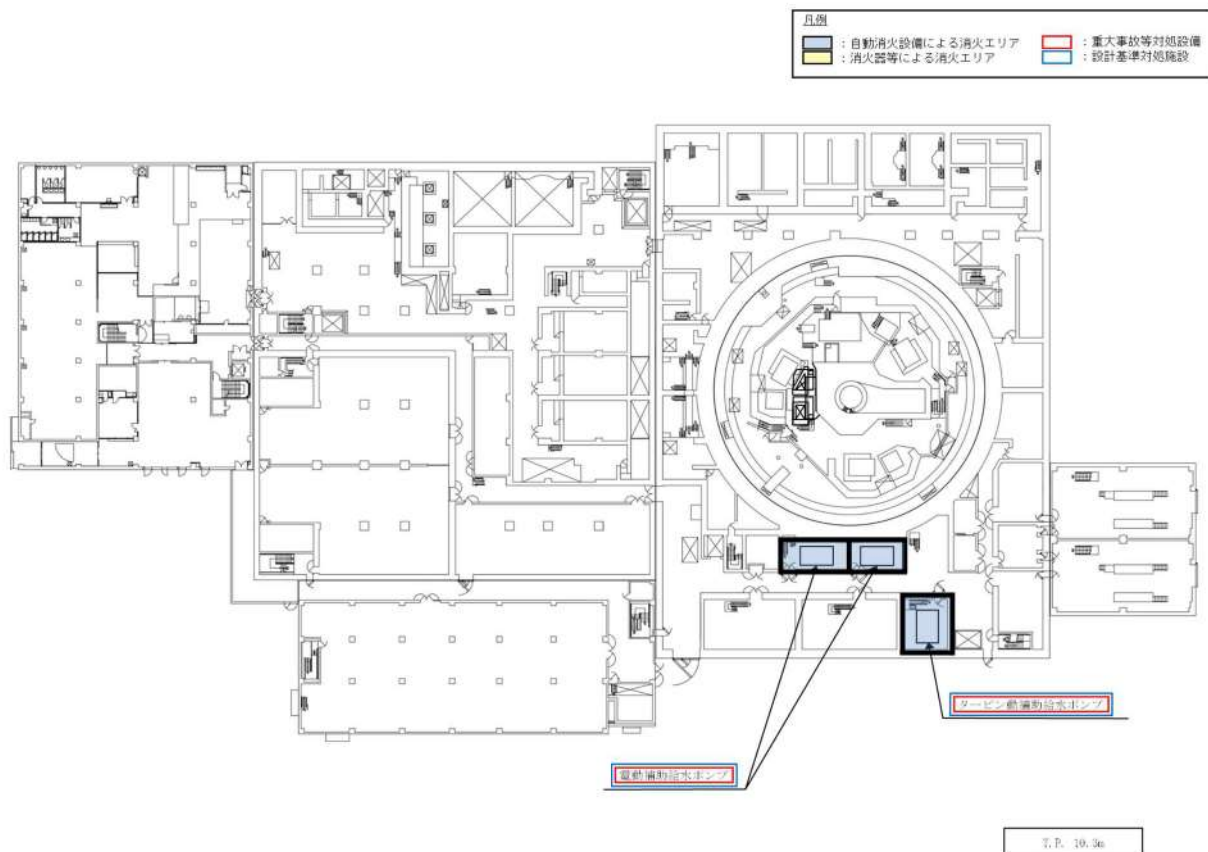 凡例
：自動消火設備による消火エリア
：重大事故等対処設備
：消火器等による消火エリア
：設計基準対処施設
タービン動補助給水ポンプ
電動補助給水ポンプ
T.P. 10.3m